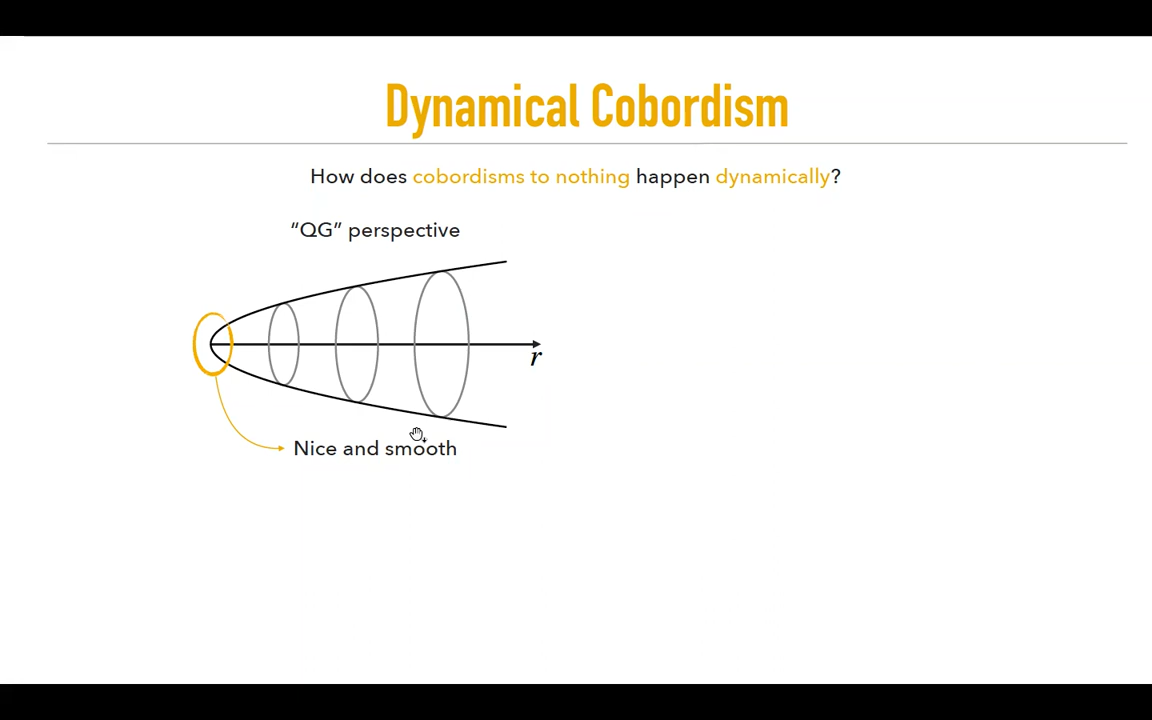 Dynamical Cobordism
How does cobordisms to nothing happen dynamically?
“QG” perspective
r
Nice and smooth